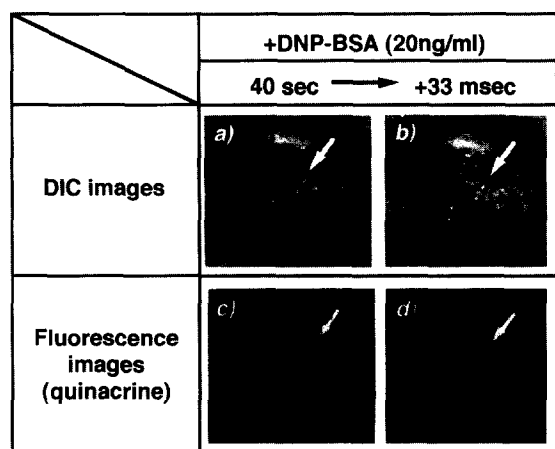 +DNP-BSA (20ng/ml)
40 sec
+33 msec
DIC images
a)
b)
Fluorescence
images
(quinacrine)
c)
d)